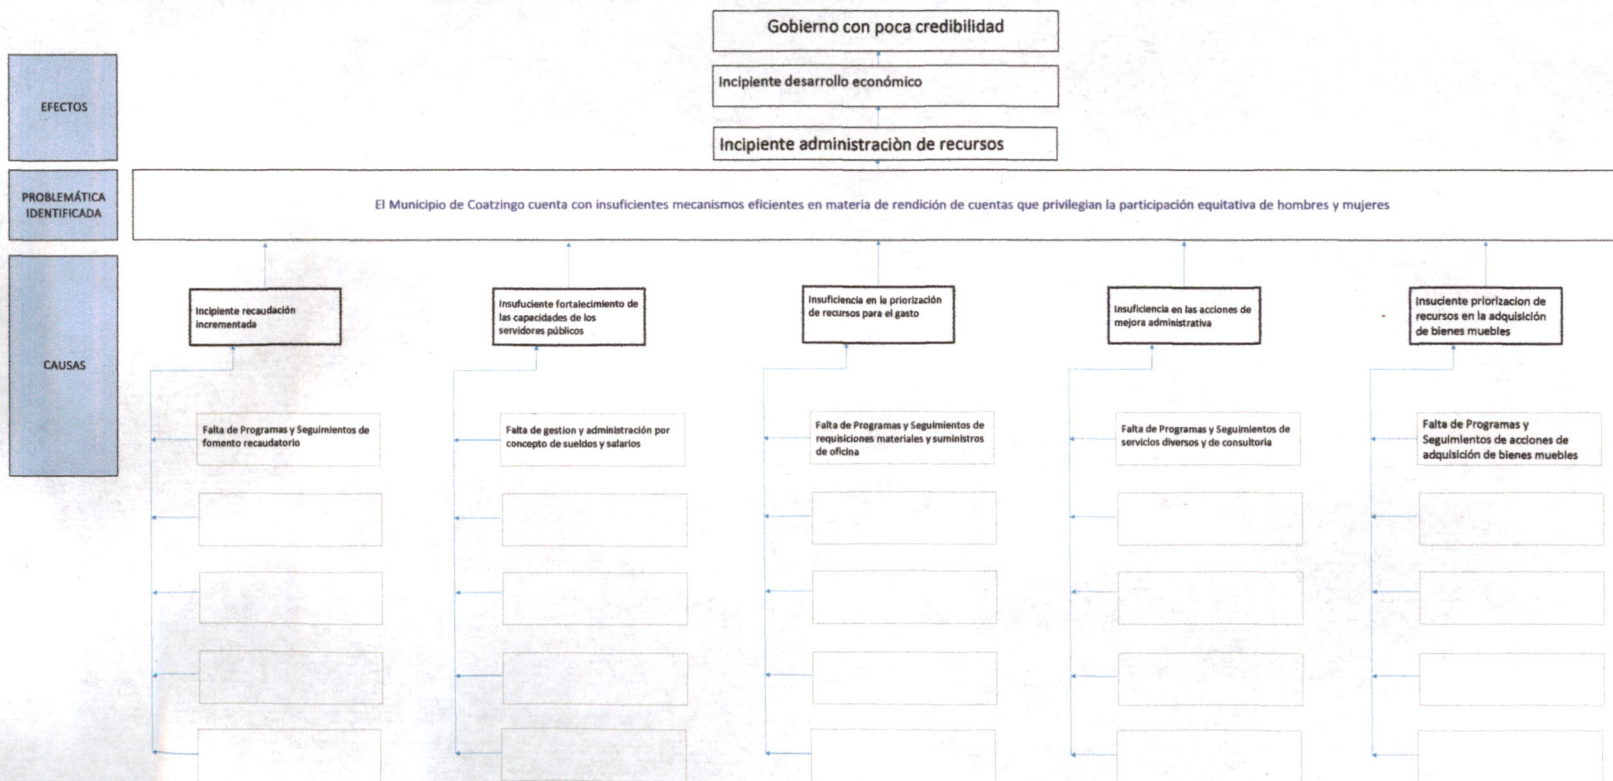 Gobierno con poca credibilidad
EFECTOS
Incipiente desarrollo económico
Incipiente administraciòn de recursos
PROBLEMÁTICA
IDENTIFICADA
El Municipio de Coatzingo cuenta con insuficientes mecanismos eficientes en materia de rendición de cuentas que privilegian la participación equitativa de hombres y mujeres
CAUSAS
Incipiente recaudación
incrementada
Insufuciente fortalecimiento de
las capacidades de los
servidores públicos
Insuficiencia en la priorización
de recursos para el gasto
Insuficiencia en las acciones de
mejora administrativa
Insuciente priorizacion de
recursos en la adquisición
de bienes muebles
Falta de Programas y Seguimientos de
fomento recaudatorio
Falta de gestion y administración por
concepto de sueldos y salarios
Falta de Programas y Seguimientos de
requisiciones materiales y suministros
de oficina
Falta de Programas y Seguimientos de
servicios diversos y de consultoria
Falta de Programas y
Seguimientos de acciones de
adquisición de bienes muebles